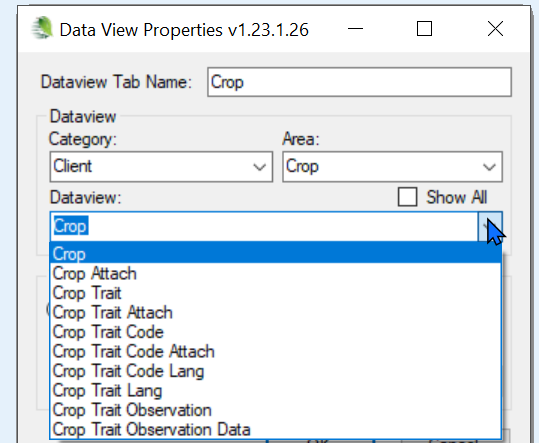 Data View Properties v1.23.1.26
Dataview Tab Name: Crop
Dataview
Category: Area:
Client Crop
Dataview: Show All
Crop
Crop
Crop Attach
Crop Trait
Crop Trait Attach
Crop Trait Code
Crop Trait Code Attach
Crop Trait Code Lang
Crop Trait Lang
Crop Trait Observation
Crop Trait Observation Data